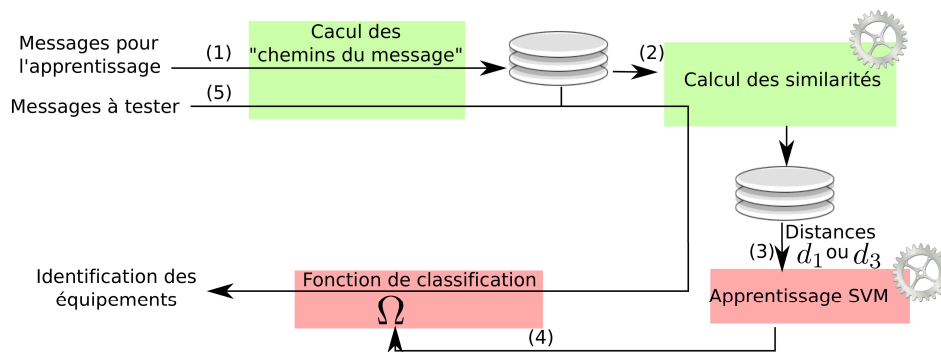 Messages pour
l'apprentissage
(1)
Cacul des
"chemins du message"
(2)
Calcul des similarités
Messages à tester
(5)
Distances
(3)
d1 ou d3
Identification des
équipements
Fonction de classification
Ω
Apprentissage SVM
(4)